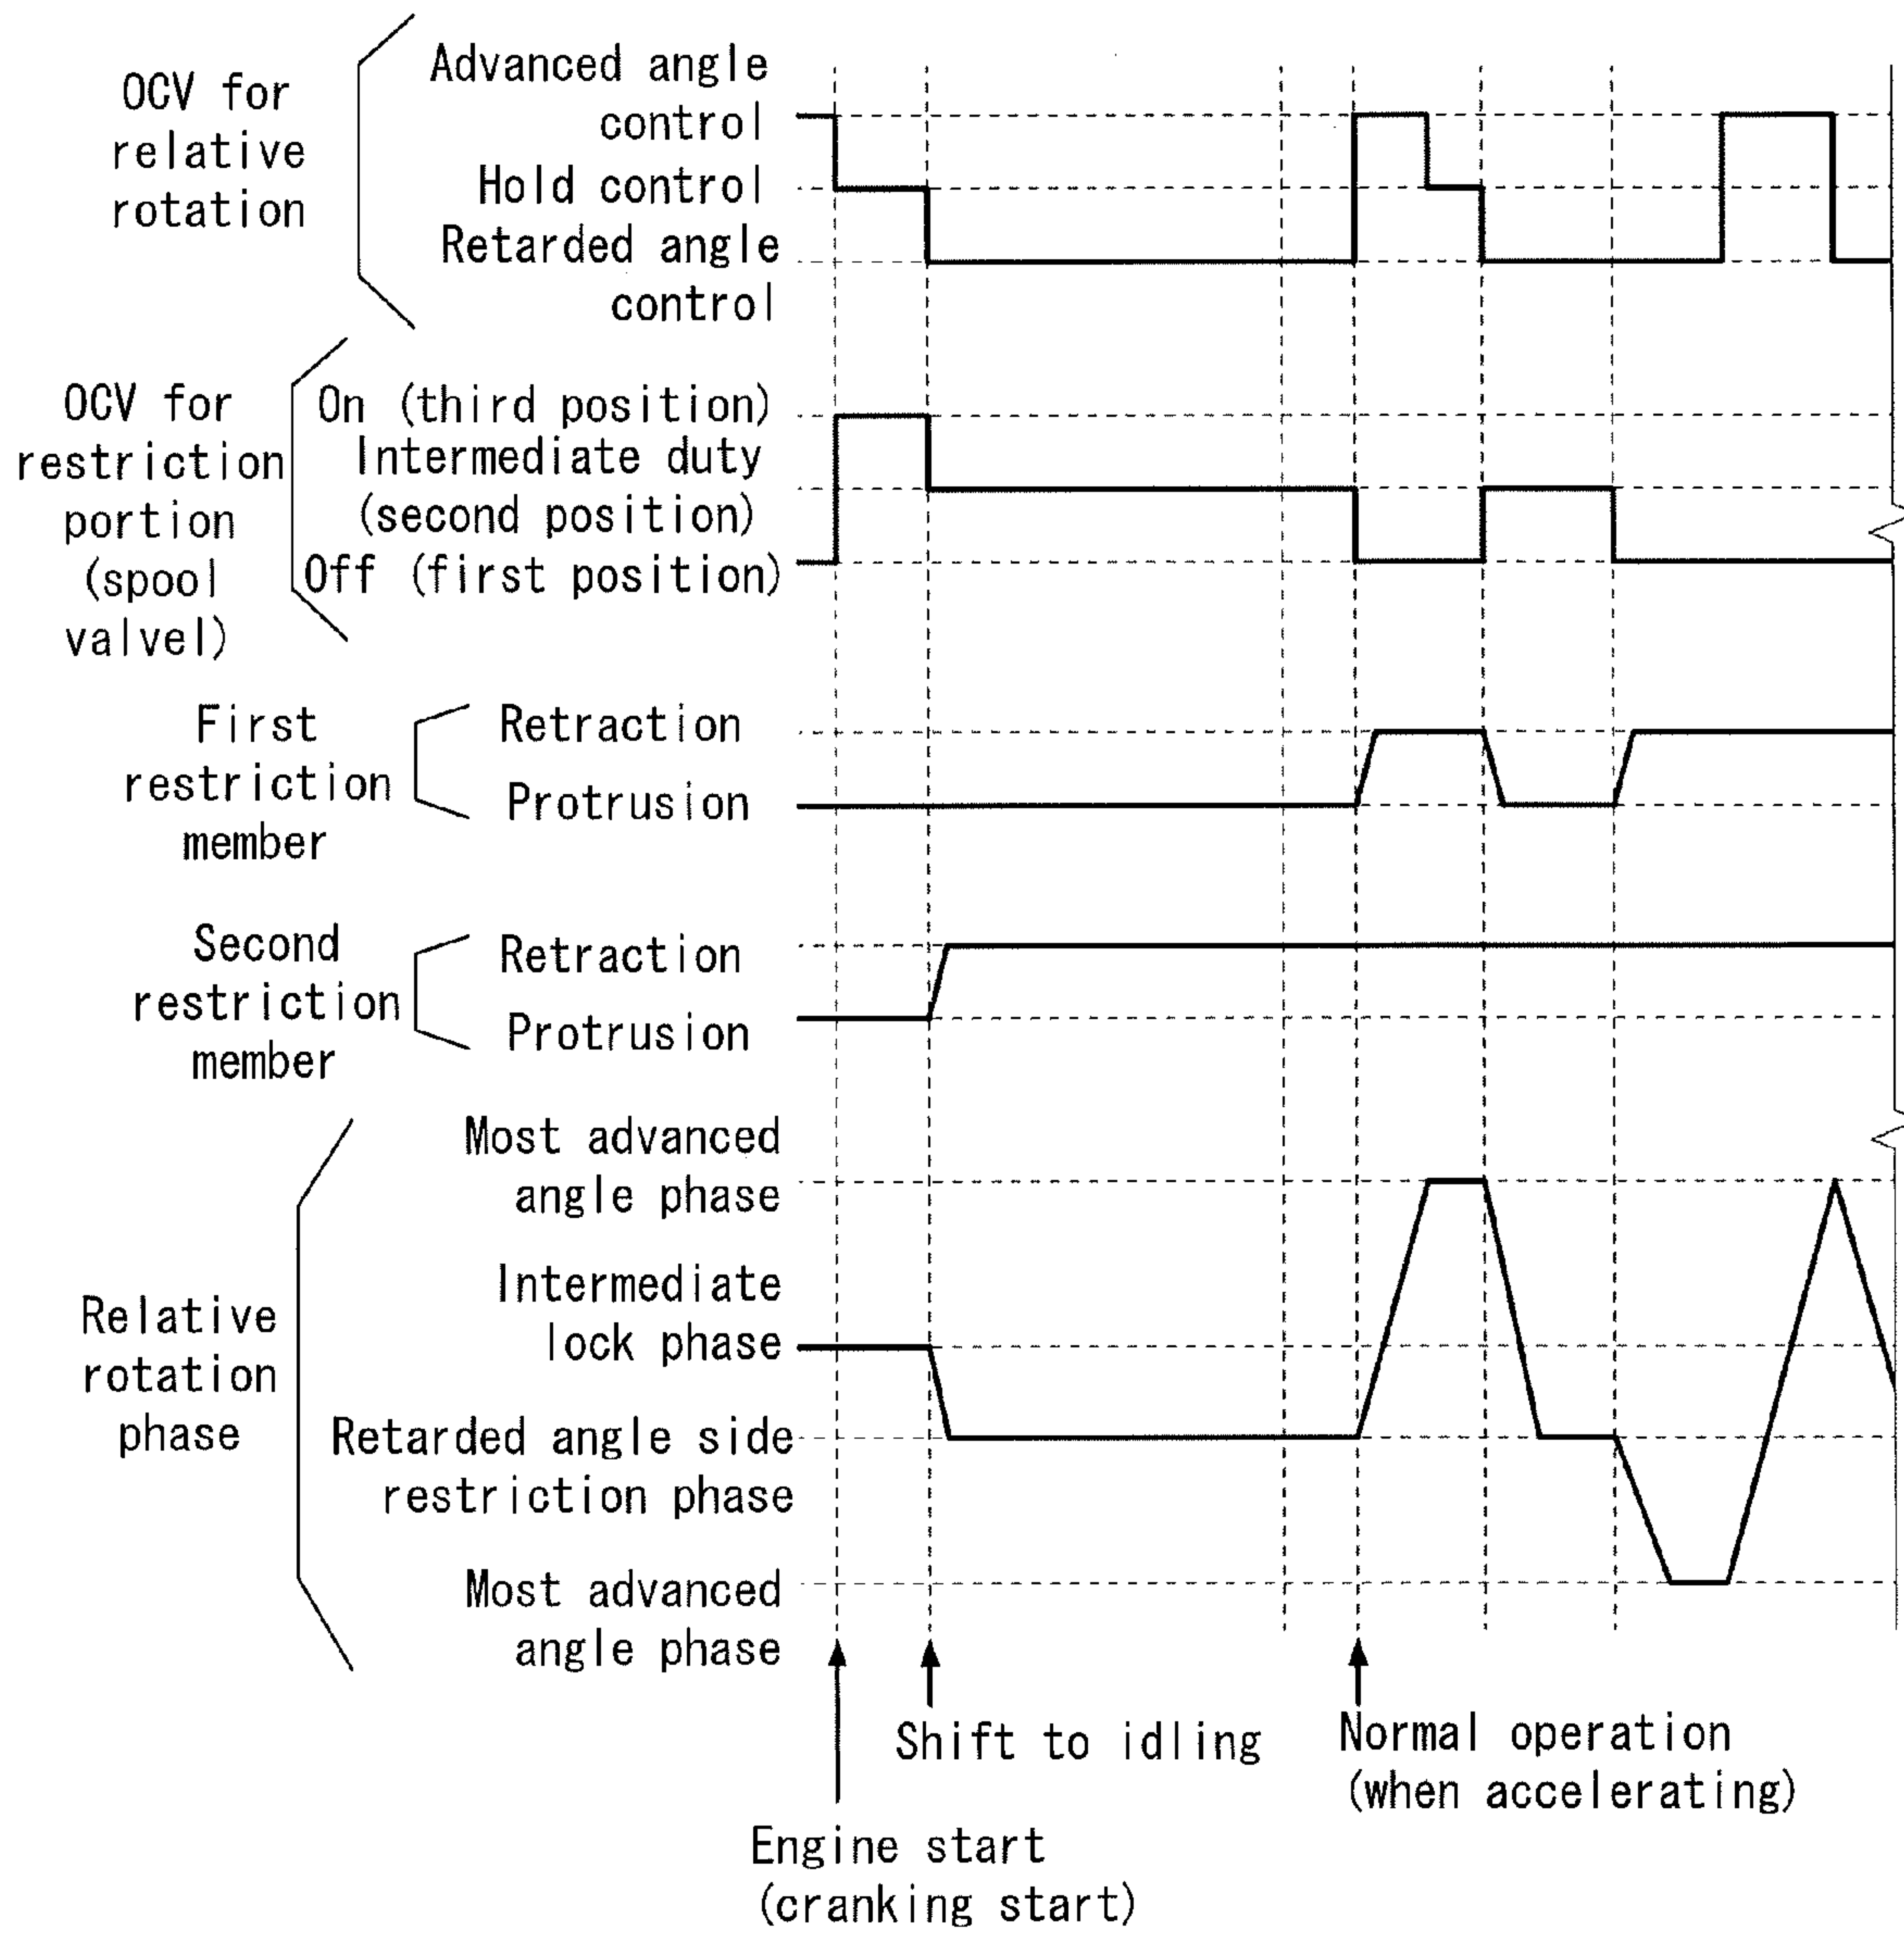 OCV for
relative
rotation
Advanced angle
control
Hold control
Retarded angle
control
OCV for
restriction
portion
(spool
valvel)
On (third position)
Intermediate duty
(second position)
Off (first position)
First
restriction
member
Retraction
Protrusion
Second
restriction
member
Retraction
Protrusion
Relative
rotation
phase
Most advanced
angle phase
Intermediate
lock phase
Retarded angle side
restriction phase
Most advanced
angle phase
Shift to idling
Normal operation
(when accelerating)
Engine start
(cranking start)